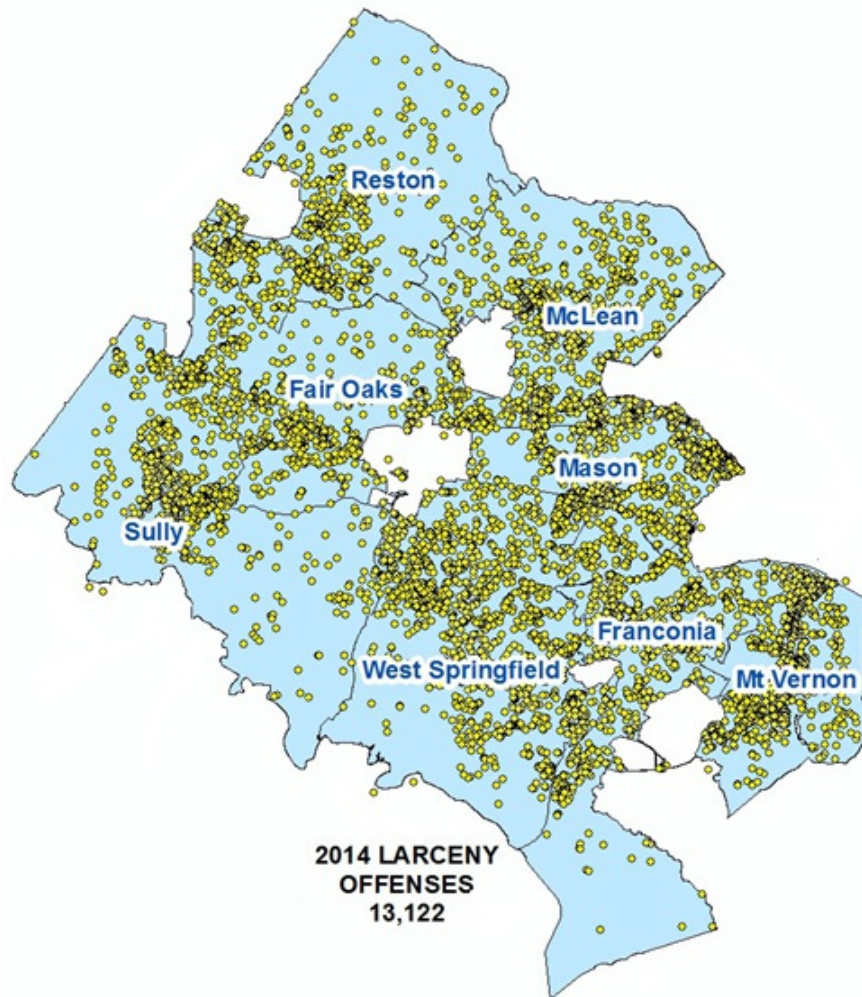 Reston
McLean
Fair Oaks
Mason
Sully
Franconia
West Springfield
Mt Vernon
2014 LARCENY
OFFENSES
13,122